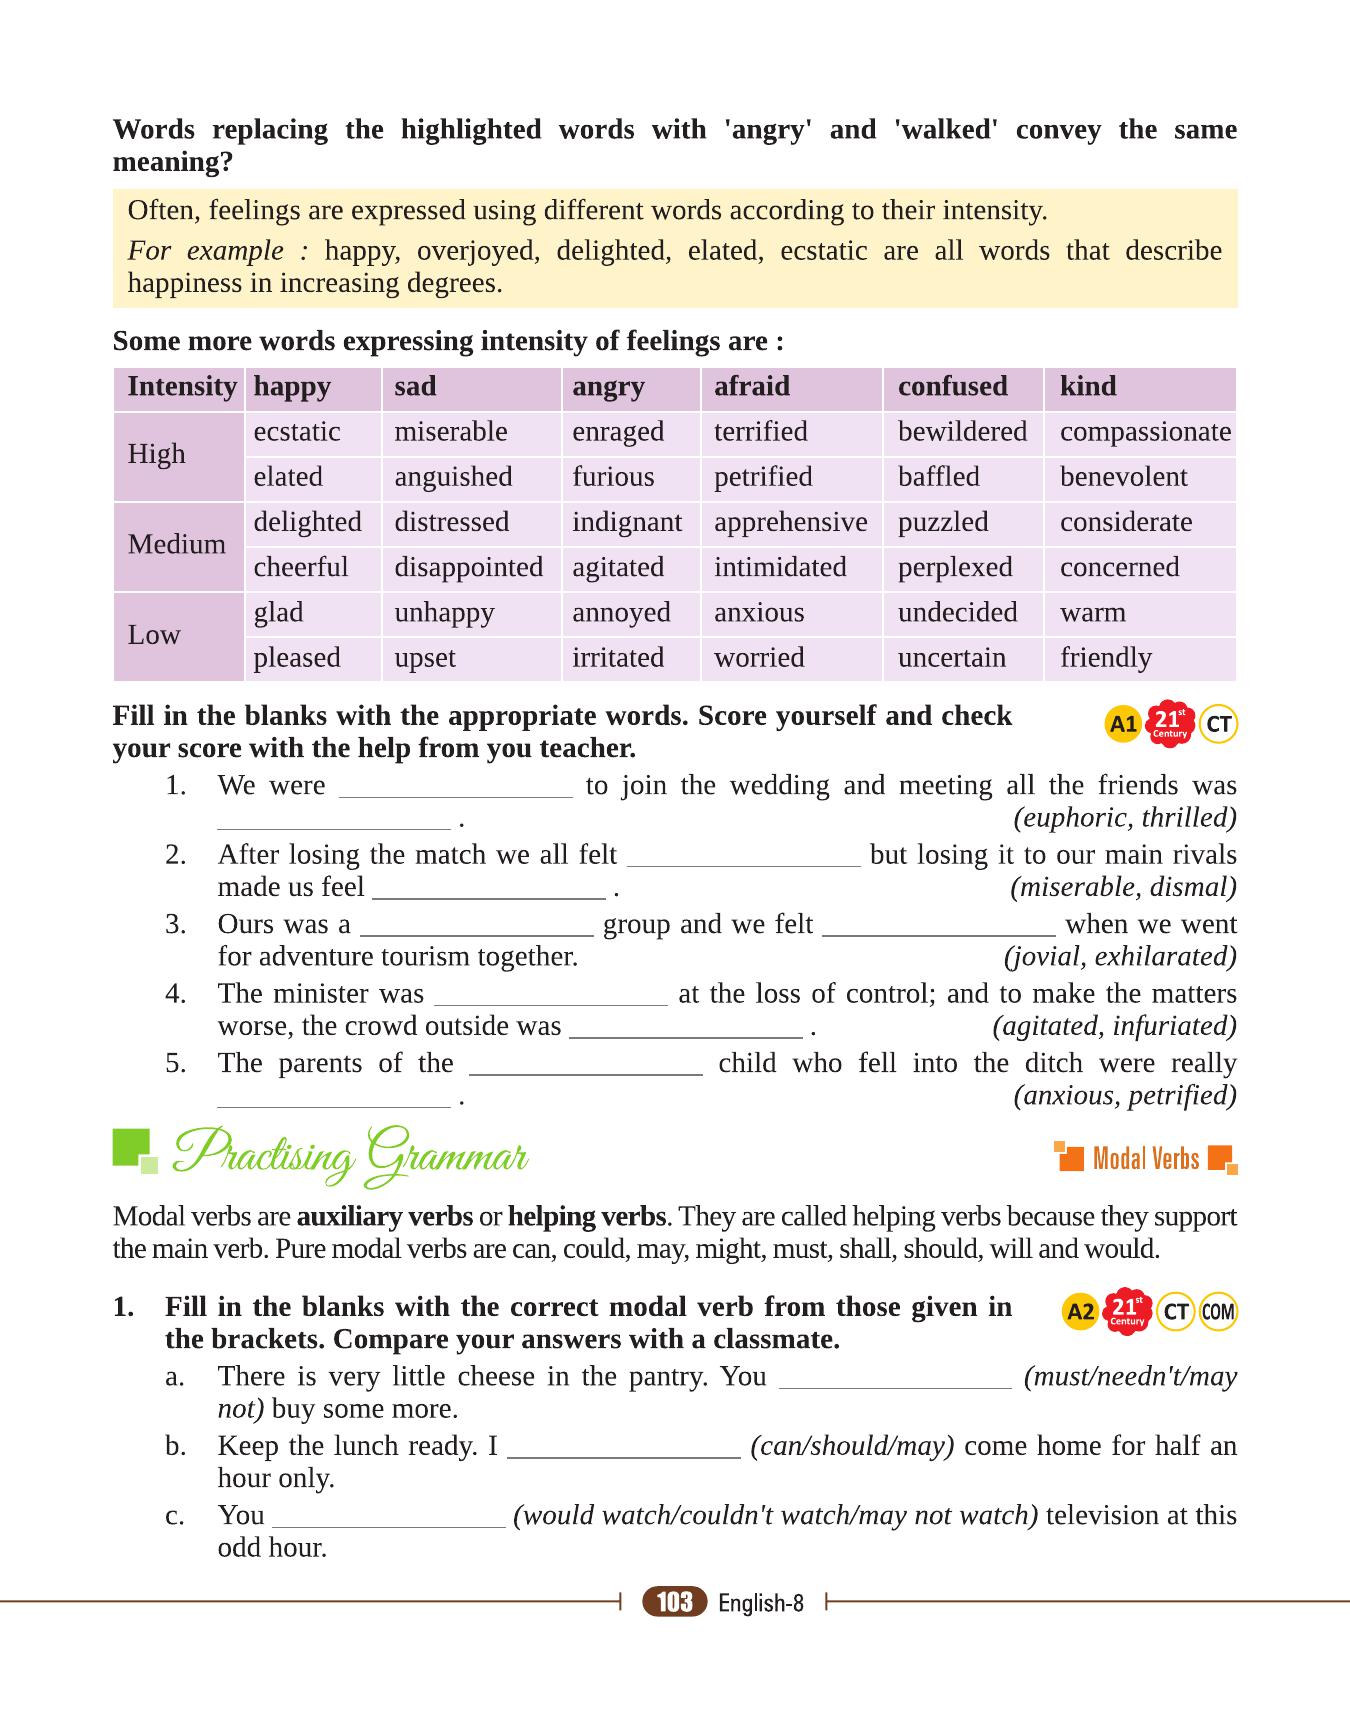 Words replacing the highlighted words with 'angry' and 'walked' convey the same
meaning?
Often, feelings are expressed using different words according to their intensity.
For example : happy, overjoyed, delighted, elated, ecstatic are all words that describe
happiness in increasing degrees.
Some more words expressing intensity of feelings are :
Intensity happy sad angry afraid confused kind
High
ecstatic miserable enraged terrified bewildered compassionate
elated anguished furious petrified baffled benevolent
Medium
delighted distressed indignant apprehensive puzzled considerate
cheerful disappointed agitated intimidated perplexed concerned
Low
glad unhappy annoyed anxious undecided warm
pleased upset irritated worried uncertain friendly
Fill in the blanks with the appropriate words. Score yourself and check
your score with the help from you teacher.
A1 21st Century CT
1. We were ________________ to join the wedding and meeting all the friends was
________________ . (euphoric, thrilled)
2. After losing the match we all felt ________________ but losing it to our main rivals
made us feel ________________ . (miserable, dismal)
3. Ours was a ________________ group and we felt ________________ when we went
for adventure tourism together. (jovial, exhilarated)
4. The minister was ________________ at the loss of control; and to make the matters
worse, the crowd outside was ________________ . (agitated, infuriated)
5. The parents of the ________________ child who fell into the ditch were really
________________ . (anxious, petrified)
Practising Grammar
Modal Verbs
Modal verbs are auxiliary verbs or helping verbs. They are called helping verbs because they support
the main verb. Pure modal verbs are can, could, may, might, must, shall, should, will and would.
1. Fill in the blanks with the correct modal verb from those given in
the brackets. Compare your answers with a classmate.
A2 21st Century CT COM
a. There is very little cheese in the pantry. You ________________ (must/needn't/may
not) buy some more.
b. Keep the lunch ready. I ________________ (can/should/may) come home for half an
hour only.
c. You ________________ (would watch/couldn't watch/may not watch) television at this
odd hour.
103 English-8